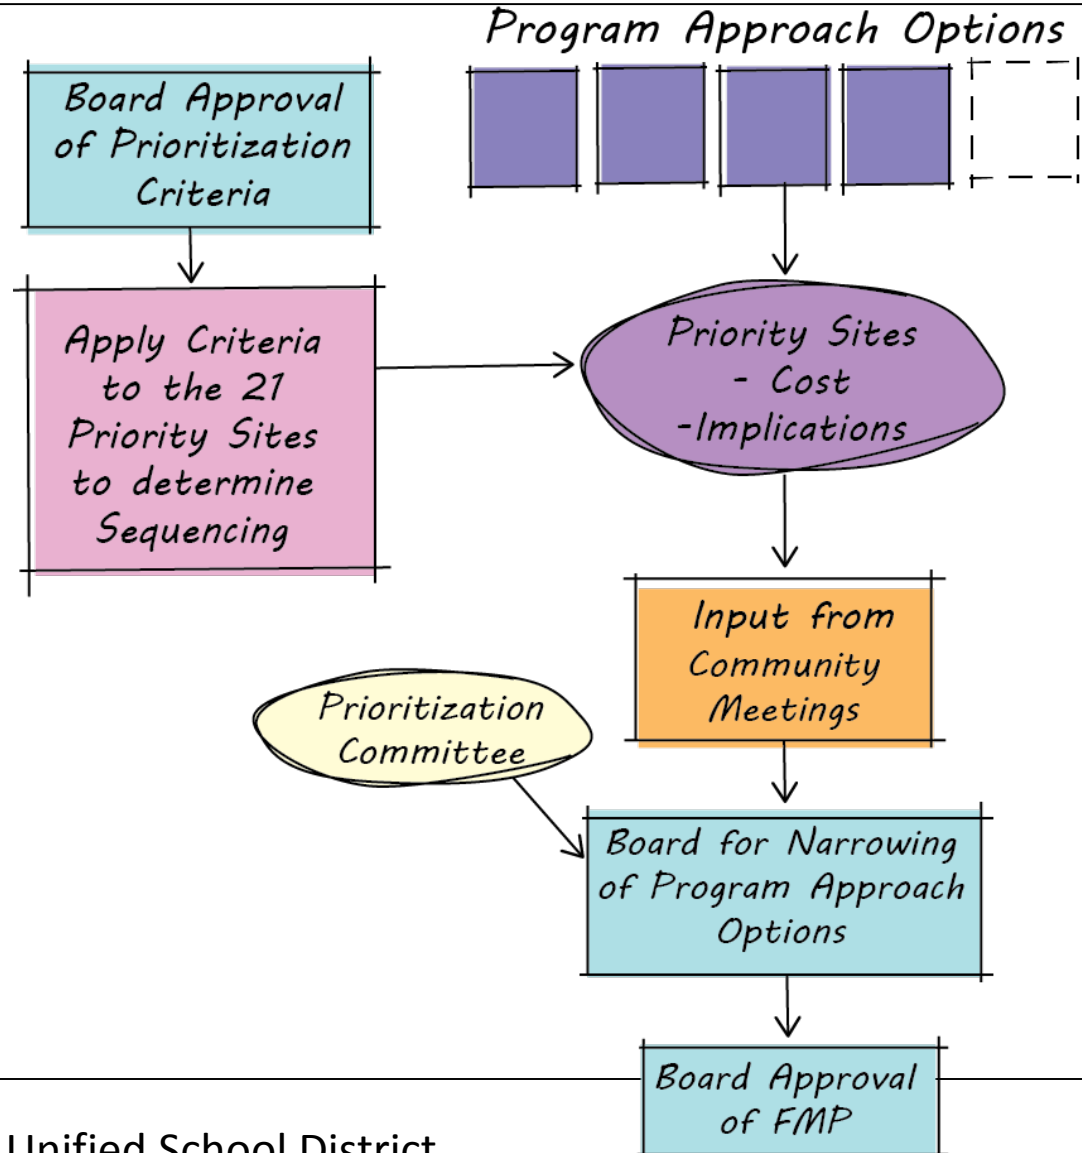 Program Approach Options
Board Approval
of Prioritization
Criteria
Apply Criteria
to the 21
Priority Sites
to determine
Sequencing
Priority Sites
- Cost
-Implications
Input from
Community
Meetings
Prioritization
Committee
Board for Narrowing
of Program Approach
Options
Board Approval
of FMP
Unified School District